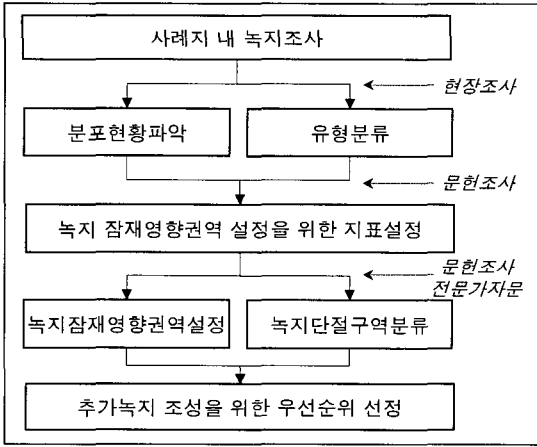 사례지 내 녹지조사
현장조사
분포현황파악
유형분류
문헌조사
녹지 잠재영향권역 설정을 위한 지표설정
문헌조사
전문가자문
녹지잠재영향권역설정
녹지단절구역분류
추가녹지 조성을 위한 우선순위 선정